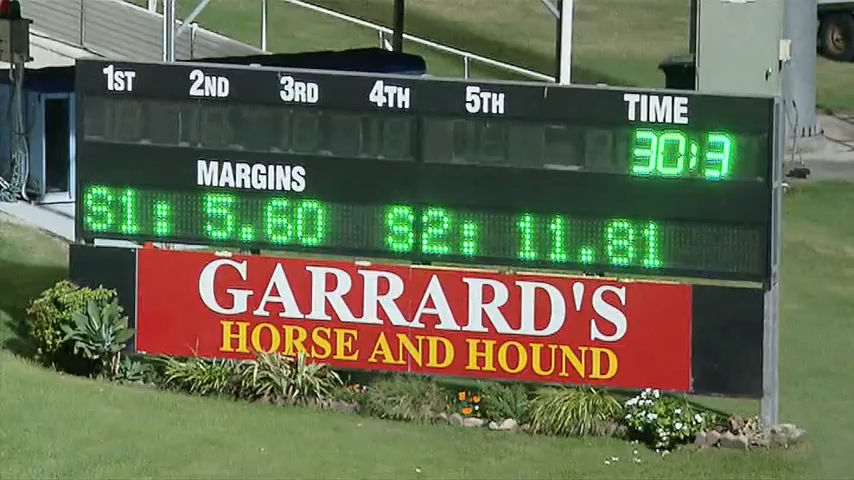 1ST 2ND 3RD 4TH 5TH TIME
30:3
MARGINS
S1: 5.60 S2: 11.81
GARRARD'S
HORSE AND HOUND